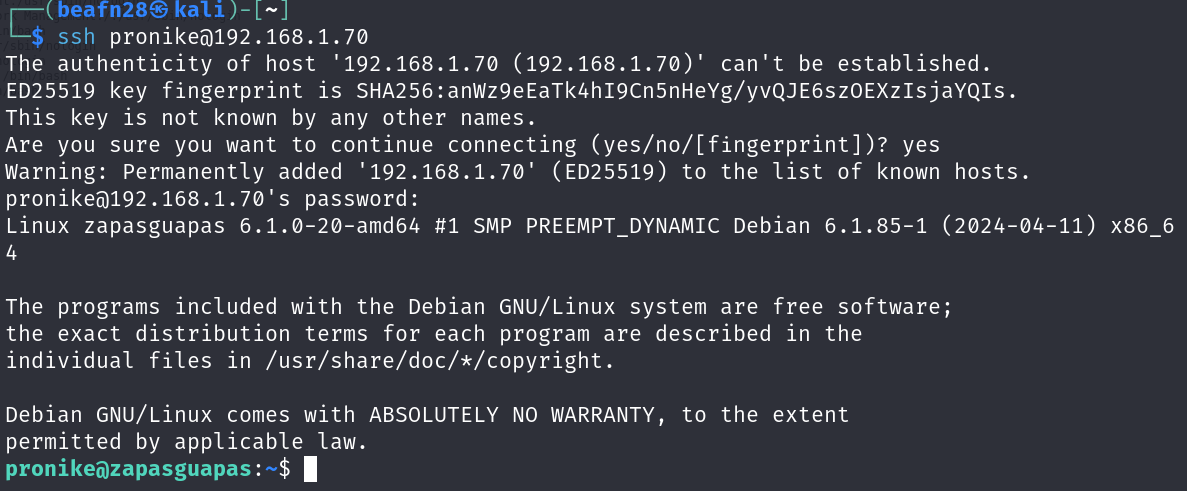 ┌──(beafn28㉿kali)-[~]
└─$ ssh pronike@192.168.1.70
The authenticity of host '192.168.1.70 (192.168.1.70)' can't be established.
ED25519 key fingerprint is SHA256:anWz9eEaTk4hI9Cn5nHeYg/yvQJE6szOEXzIsjaYQIs.
This key is not known by any other names.
Are you sure you want to continue connecting (yes/no/[fingerprint])? yes
Warning: Permanently added '192.168.1.70' (ED25519) to the list of known hosts.
pronike@192.168.1.70's password:
Linux zapasguapas 6.1.0-20-amd64 #1 SMP PREEMPT_DYNAMIC Debian 6.1.85-1 (2024-04-11) x86_6
4
The programs included with the Debian GNU/Linux system are free software;
the exact distribution terms for each program are described in the
individual files in /usr/share/doc/*/copyright.
Debian GNU/Linux comes with ABSOLUTELY NO WARRANTY, to the extent
permitted by applicable law.
pronike@zapasguapas:~$